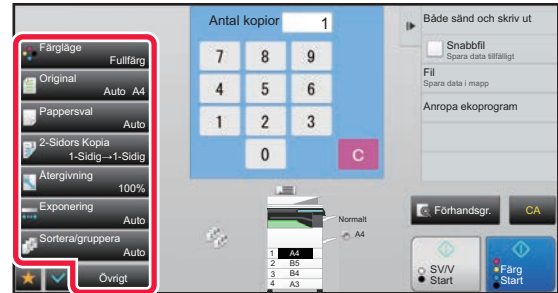 Färgläge
Fullfärg
Original
Auto A4
Pappersval
Auto
2-Sidors Kopia
1-Sidig→1-Sidig
Återgivning
100%
Exponering
Auto
Sortera/gruppera
Auto
Övrigt
Antal kopior 1
7 8 9
4 5 6
1 2 3
0 C
Normalt
A4
1 A4
2 B5
3 B4
4 A3
Både sänd och skriv ut
Snabbfil
Spara data tillfälligt
Fil
Spara data i mapp
Anropa ekoprogram
Förhandsgr.
CA
SV/V
Start
Färg
Start